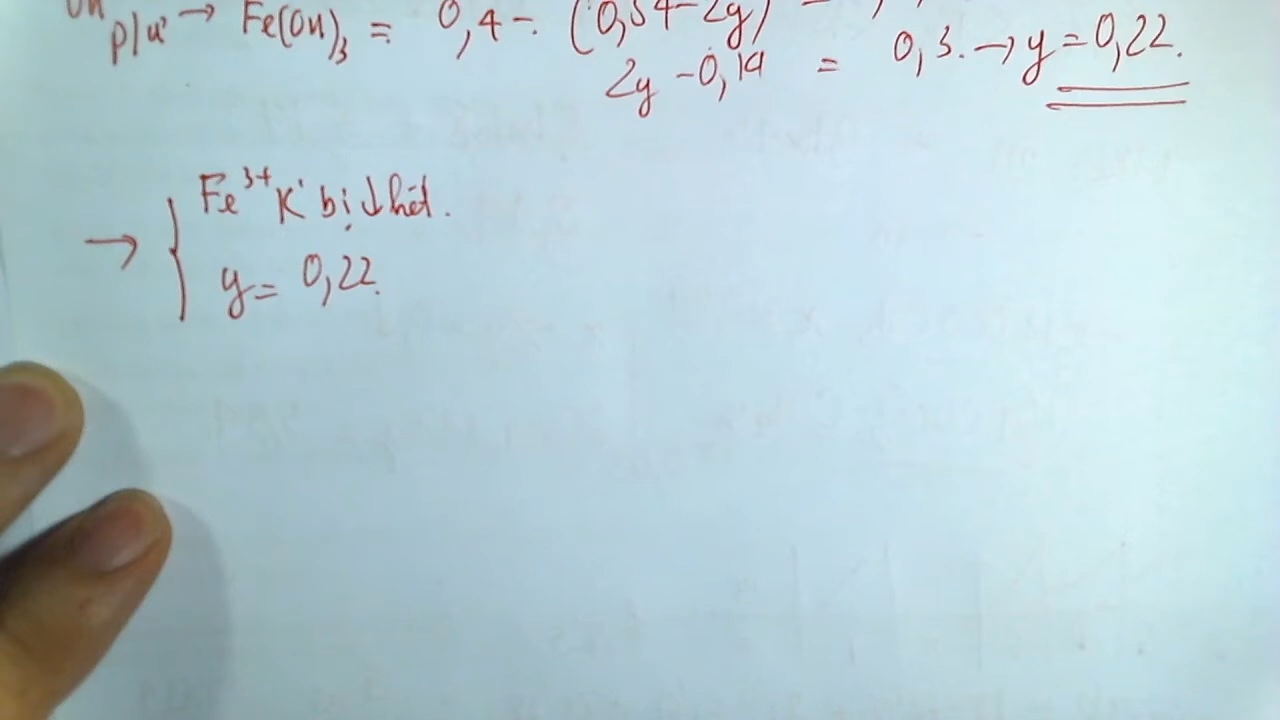 p/ư → Fe(OH)₃ = 0,4 - (0,54 - 2y)
2y - 0,14 = 0,3. → y = 0,22.
→ { Fe³⁺ K' bị ↓ hết.
y = 0,22.